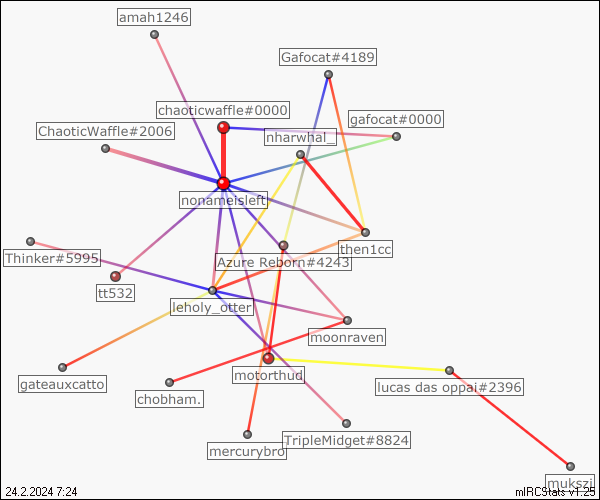 amah1246
Gafocat#4189
chaoticwaffle#0000
gafocat#0000
ChaoticWaffle#2006
nharwhal_
nonameisleft
then1cc
Thinker#5995
Azure Reborn#4243
tt532
leholy_otter
moonraven
motorthud
gateauxcatto
lucas das oppai#2396
chobham.
TripleMidget#8824
mercurybro
mukszi
24.2.2024 7:24
mIRCStats v1.25